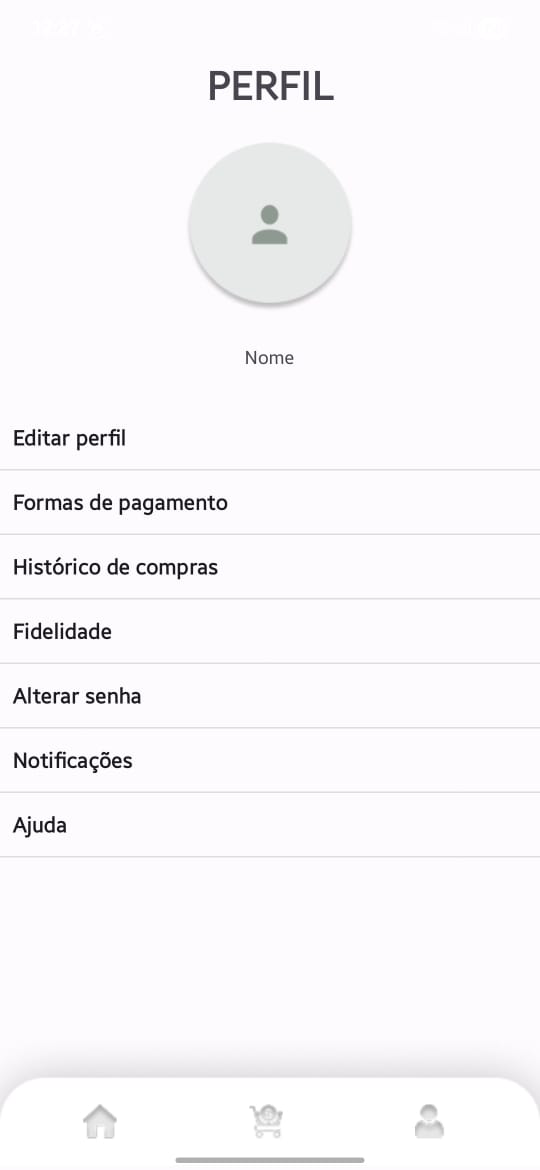 PERFIL
Nome
Editar perfil
Formas de pagamento
Histórico de compras
Fidelidade
Alterar senha
Notificações
Ajuda